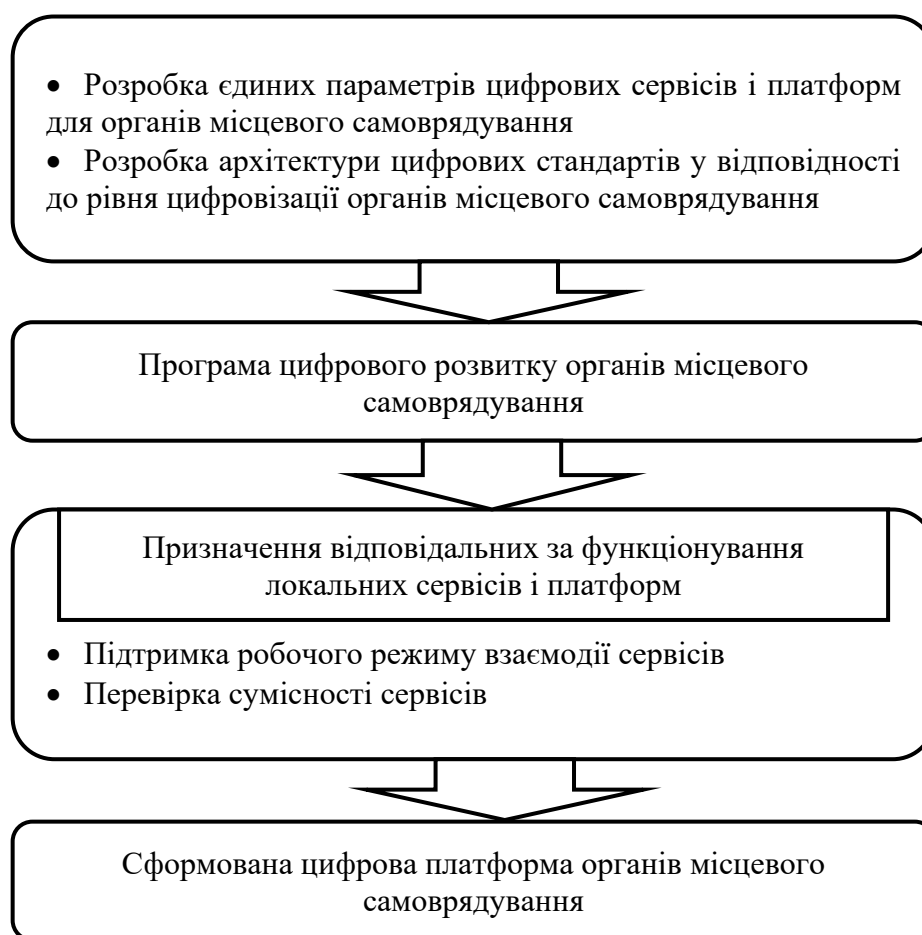 • Розробка єдиних параметрів цифрових сервісів і платформ
для органів місцевого самоврядування
• Розробка архітектури цифрових стандартів у відповідності
до рівня цифровізації органів місцевого самоврядування
Програма цифрового розвитку органів місцевого
самоврядування
Призначення відповідальних за функціонування
локальних сервісів і платформ
• Підтримка робочого режиму взаємодії сервісів
• Перевірка сумісності сервісів
Сформована цифрова платформа органів місцевого
самоврядування